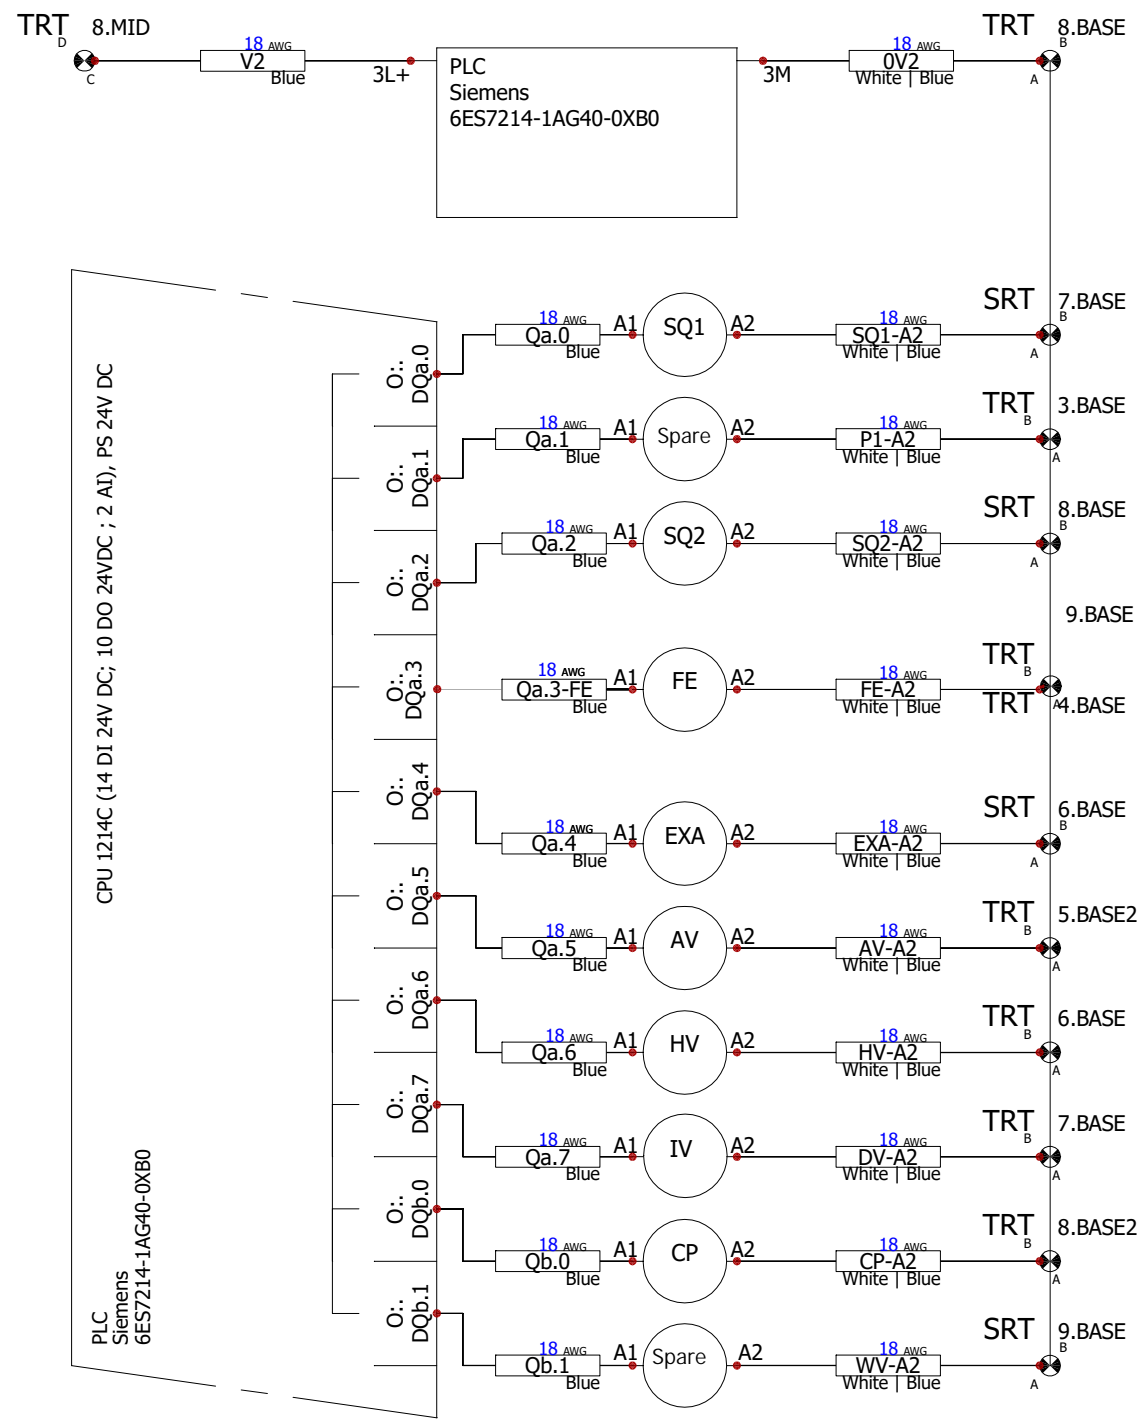 TRT D 8.MID
C
18 AWG
V2
Blue
3L+
PLC
Siemens
6ES7214-1AG40-0XB0
3M
18 AWG
0V2
White | Blue
TRT B 8.BASE
A
CPU 1214C (14 DI 24V DC; 10 DO 24VDC ; 2 AI), PS 24V DC
PLC
Siemens
6ES7214-1AG40-0XB0
O:.
DQa.0
18 AWG
Qa.0
Blue
A1 SQ1 A2
18 AWG
SQ1-A2
White | Blue
SRT 7.BASE
B
A
O:.
DQa.1
18 AWG
Qa.1
Blue
A1 Spare A2
18 AWG
P1-A2
White | Blue
TRT B 3.BASE
A
O:.
DQa.2
18 AWG
Qa.2
Blue
A1 SQ2 A2
18 AWG
SQ2-A2
White | Blue
SRT 8.BASE
B
A
9.BASE
O:.
DQa.3
18 AWG
Qa.3-FE
Blue
A1 FE A2
18 AWG
FE-A2
White | Blue
TRT B
TRT A 4.BASE
O:.
DQa.4
18 AWG
Qa.4
Blue
A1 EXA A2
18 AWG
EXA-A2
White | Blue
SRT 6.BASE
B
A
O:.
DQa.5
18 AWG
Qa.5
Blue
A1 AV A2
18 AWG
AV-A2
White | Blue
TRT B 5.BASE2
A
O:.
DQa.6
18 AWG
Qa.6
Blue
A1 HV A2
18 AWG
HV-A2
White | Blue
TRT B 6.BASE
A
O:.
DQa.7
18 AWG
Qa.7
Blue
A1 IV A2
18 AWG
DV-A2
White | Blue
TRT B 7.BASE
A
O:.
DQb.0
18 AWG
Qb.0
Blue
A1 CP A2
18 AWG
CP-A2
White | Blue
TRT B 8.BASE2
A
O:.
DQb.1
18 AWG
Qb.1
Blue
A1 Spare A2
18 AWG
WV-A2
White | Blue
SRT 9.BASE
B
A